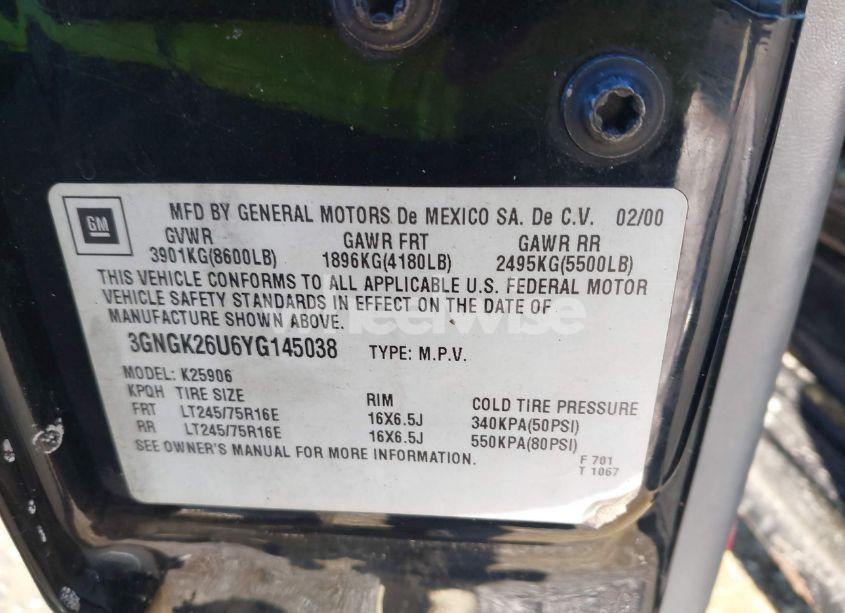 GM
MFD BY GENERAL MOTORS De MEXICO SA. De C.V. 02/00
GVWR GAWR FRT GAWR RR
3901KG(8600LB) 1896KG(4180LB) 2495KG(5500LB)
THIS VEHICLE CONFORMS TO ALL APPLICABLE U.S. FEDERAL MOTOR
VEHICLE SAFETY STANDARDS IN EFFECT ON THE DATE OF
MANUFACTURE SHOWN ABOVE.
wheelwise
3GNGK26U6YG145038 TYPE: M.P.V.
MODEL: K25906
KPQH TIRE SIZE RIM COLD TIRE PRESSURE
FRT LT245/75R16E 16X6.5J 340KPA(50PSI)
RR LT245/75R16E 16X6.5J 550KPA(80PSI)
SEE OWNER'S MANUAL FOR MORE INFORMATION.
F 701
T 1067